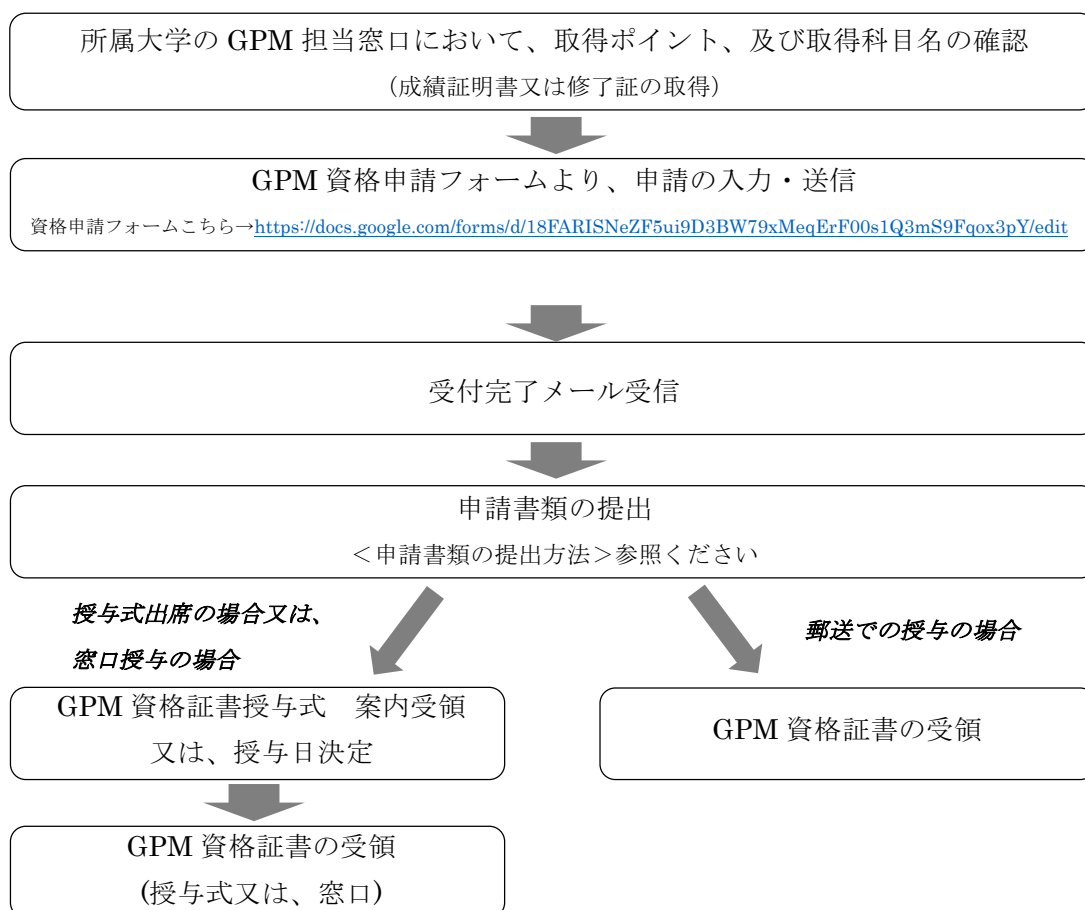 所属大学の GPM 担当窓口において、取得ポイント、及び取得科目名の確認
(成績証明書又は修了証の取得)
GPM 資格申請フォームより、申請の入力・送信
資格申請フォームこちら→https://docs.google.com/forms/d/18FARISNeZF5ui9D3BW79xMeqErF00s1Q3mS9Fqox3pY/edit
受付完了メール受信
申請書類の提出
＜申請書類の提出方法＞参照ください
授与式出席の場合又は、
窓口授与の場合
郵送での授与の場合
GPM 資格証書授与式　案内受領
又は、授与日決定
GPM 資格証書の受領
GPM 資格証書の受領
(授与式又は、窓口)